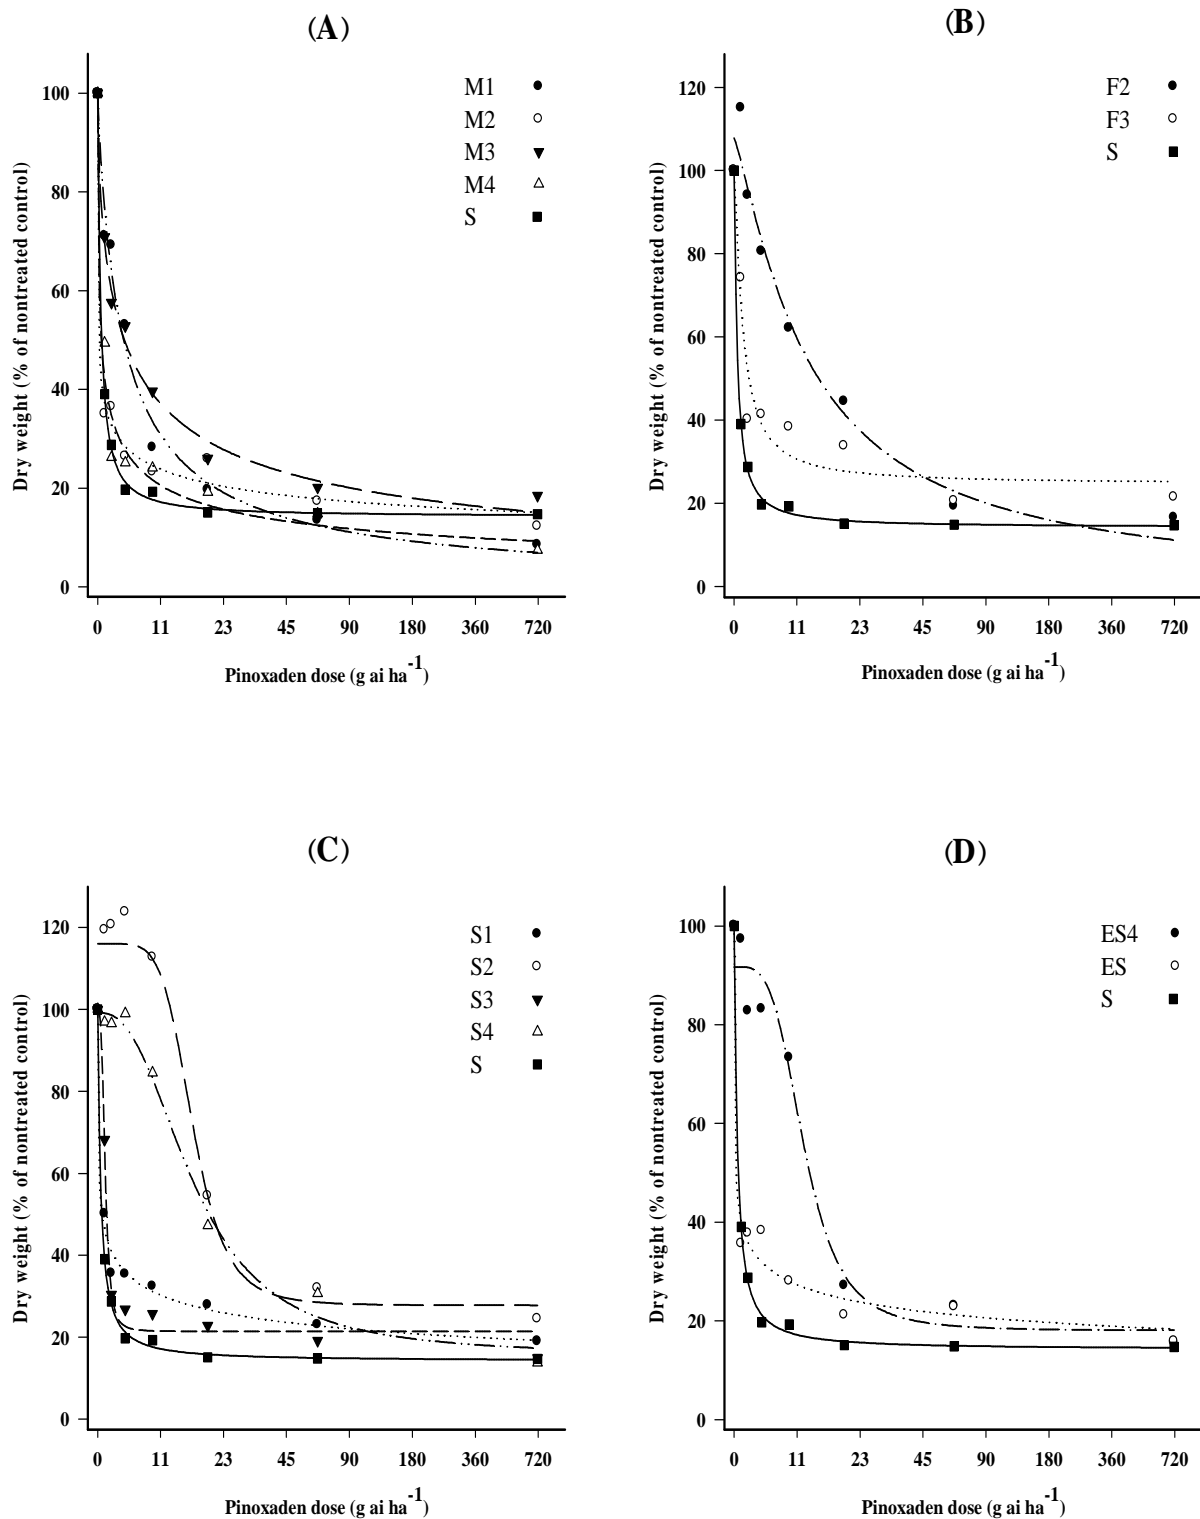 (A)
Dry weight (% of nontreated control)
100
80
60
40
20
0
M1
M2
M3
M4
S
0 11 23 45 90 180 360 720
Pinoxaden dose (g ai ha-1)
(B)
Dry weight (% of nontreated control)
120
100
80
60
40
20
0
F2
F3
S
0 11 23 45 90 180 360 720
Pinoxaden dose (g ai ha-1)
(C)
Dry weight (% of nontreated control)
120
100
80
60
40
20
0
S1
S2
S3
S4
S
0 11 23 45 90 180 360 720
Pinoxaden dose (g ai ha-1)
(D)
Dry weight (% of nontreated control)
100
80
60
40
20
0
ES4
ES
S
0 11 23 45 90 180 360 720
Pinoxaden dose (g ai ha-1)